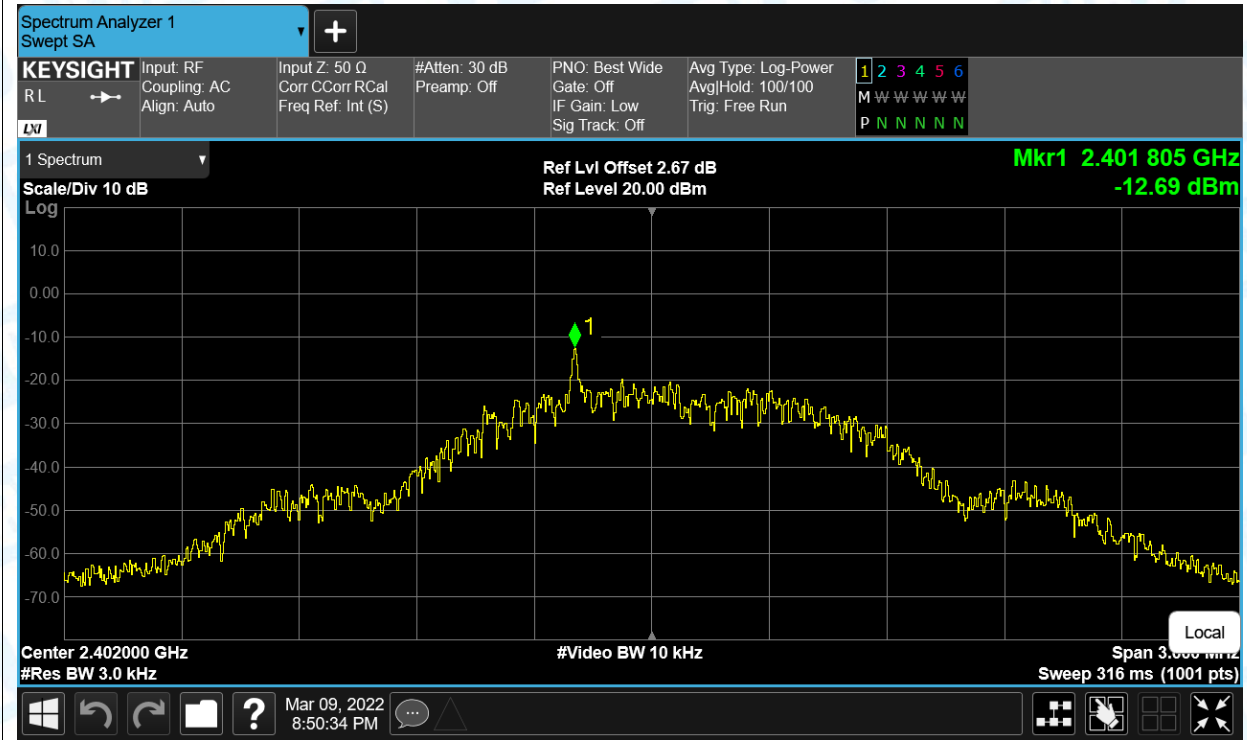 Spectrum Analyzer 1
Swept SA
+
KEYSIGHT
R L
LXI
Input: RF
Coupling: AC
Align: Auto
Input Z: 50 Ω
Corr CCorr RCal
Freq Ref: Int (S)
#Atten: 30 dB
Preamp: Off
PNO: Best Wide
Gate: Off
IF Gain: Low
Sig Track: Off
Avg Type: Log-Power
Avg|Hold: 100/100
Trig: Free Run
1 2 3 4 5 6
M W W W W W
P N N N N N
1 Spectrum
Scale/Div 10 dB
Log
Ref Lvl Offset 2.67 dB
Ref Level 20.00 dBm
Mkr1 2.401 805 GHz
-12.69 dBm
10.0
0.00
-10.0
-20.0
-30.0
-40.0
-50.0
-60.0
-70.0
1
Local
Center 2.402000 GHz
#Video BW 10 kHz
Span 3.000 MHz
#Res BW 3.0 kHz
Sweep 316 ms (1001 pts)
?
Mar 09, 2022
8:50:34 PM